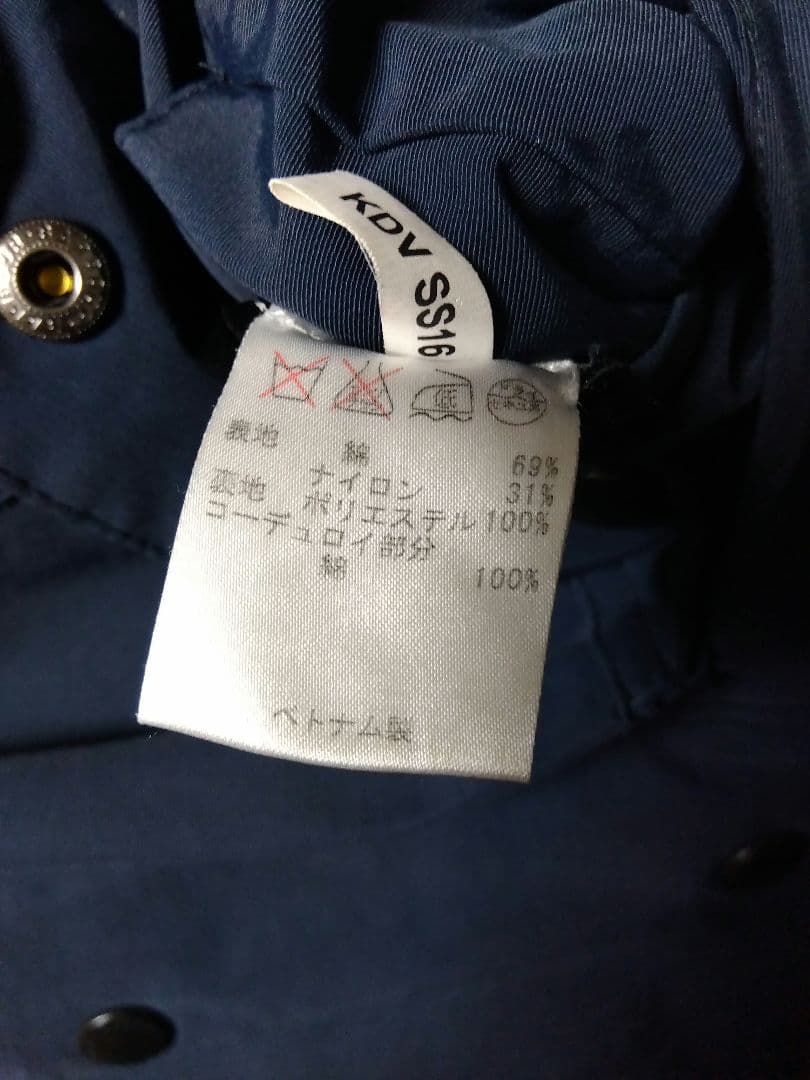 KDV SS16
低
表地 綿 69%
ナイロン 31%
裏地 ポリエステル 100%
コーデュロイ部分
綿 100%
ベトナム製